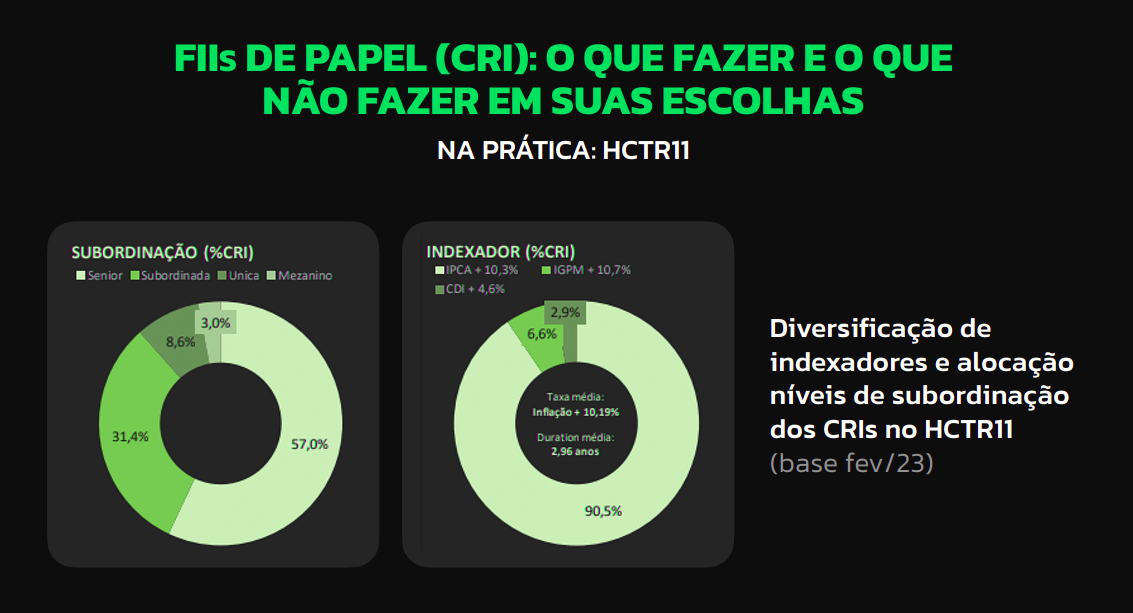 FIIs DE PAPEL (CRI): O QUE FAZER E O QUE
NÃO FAZER EM SUAS ESCOLHAS
NA PRÁTICA: HCTR11
SUBORDINAÇÃO (%CRI)
Senior Subordinada Unica Mezanino
3,0%
8,6%
31,4%
57,0%
INDEXADOR (%CRI)
IPCA + 10,3% IGPM + 10,7%
CDI + 4,6%
2,9%
6,6%
Taxa média:
Inflação + 10,19%
Duration média:
2,96 anos
90,5%
Diversificação de
indexadores e alocação
níveis de subordinação
dos CRIs no HCTR11
(base fev/23)